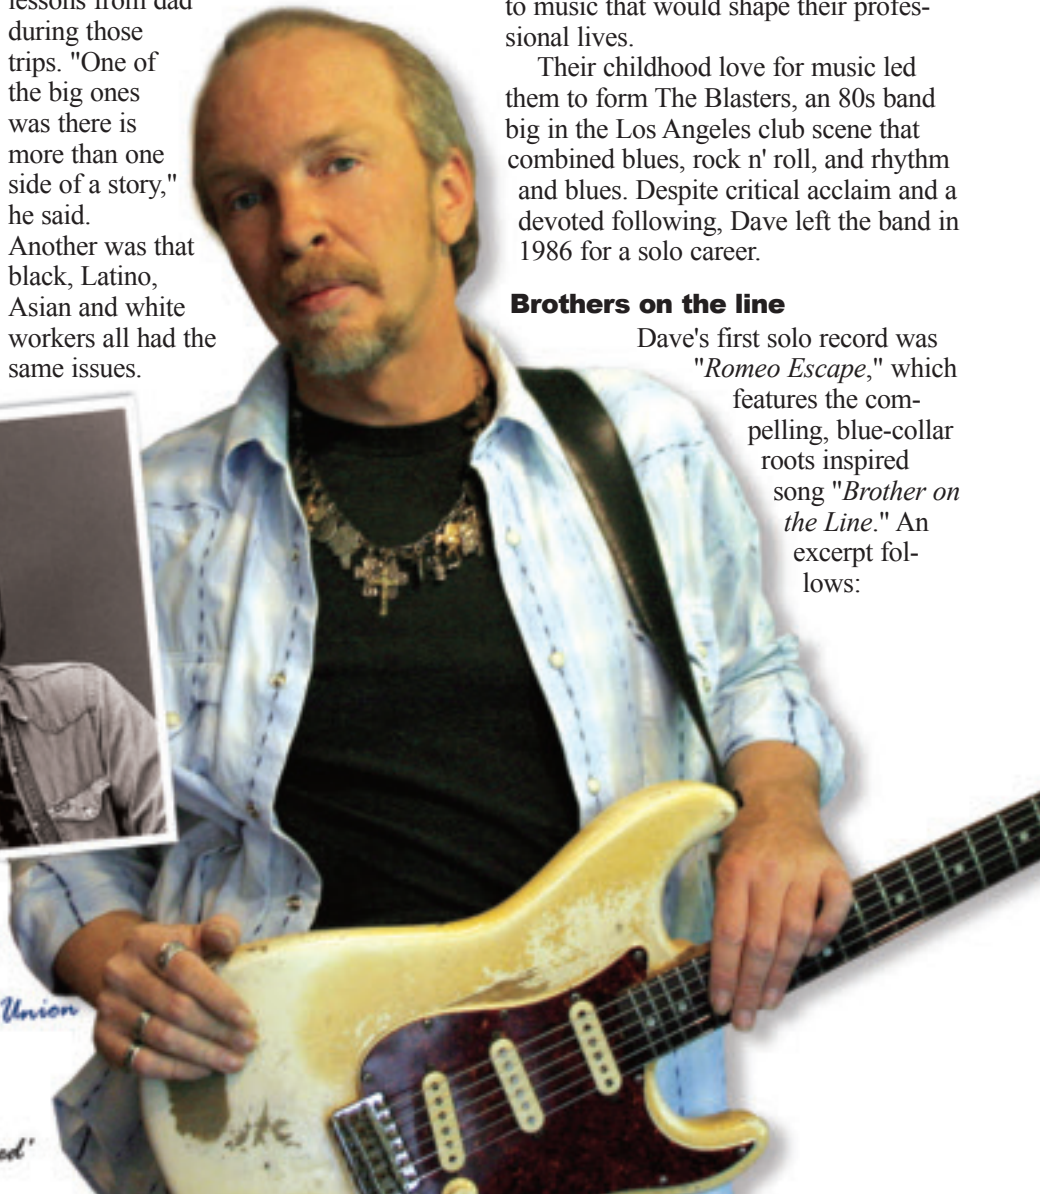 lessons from dad
during those
trips. "One of
the big ones
was there is
more than one
side of a story,"
he said.
Another was that
black, Latino,
Asian and white
workers all had the
same issues.
Union
to music that would shape their profes-
sional lives.
Their childhood love for music led
them to form The Blasters, an 80s band
big in the Los Angeles club scene that
combined blues, rock n' roll, and rhythm
and blues. Despite critical acclaim and a
devoted following, Dave left the band in
1986 for a solo career.
Brothers on the line
Dave's first solo record was
"Romeo Escape," which
features the com-
pelling, blue-collar
roots inspired
song "Brother on
the Line." An
excerpt fol-
lows: